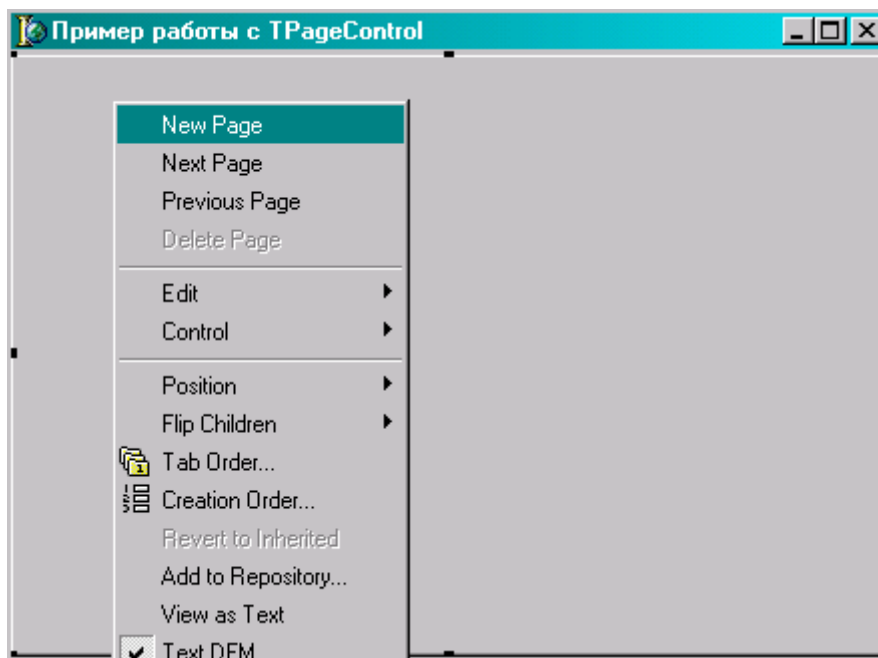 Пример работы с TPageControl
New Page
Next Page
Previous Page
Delete Page
Edit
Control
Position
Flip Children
Tab Order...
Creation Order...
Revert to Inherited
Add to Repository...
View as Text
Text DFM